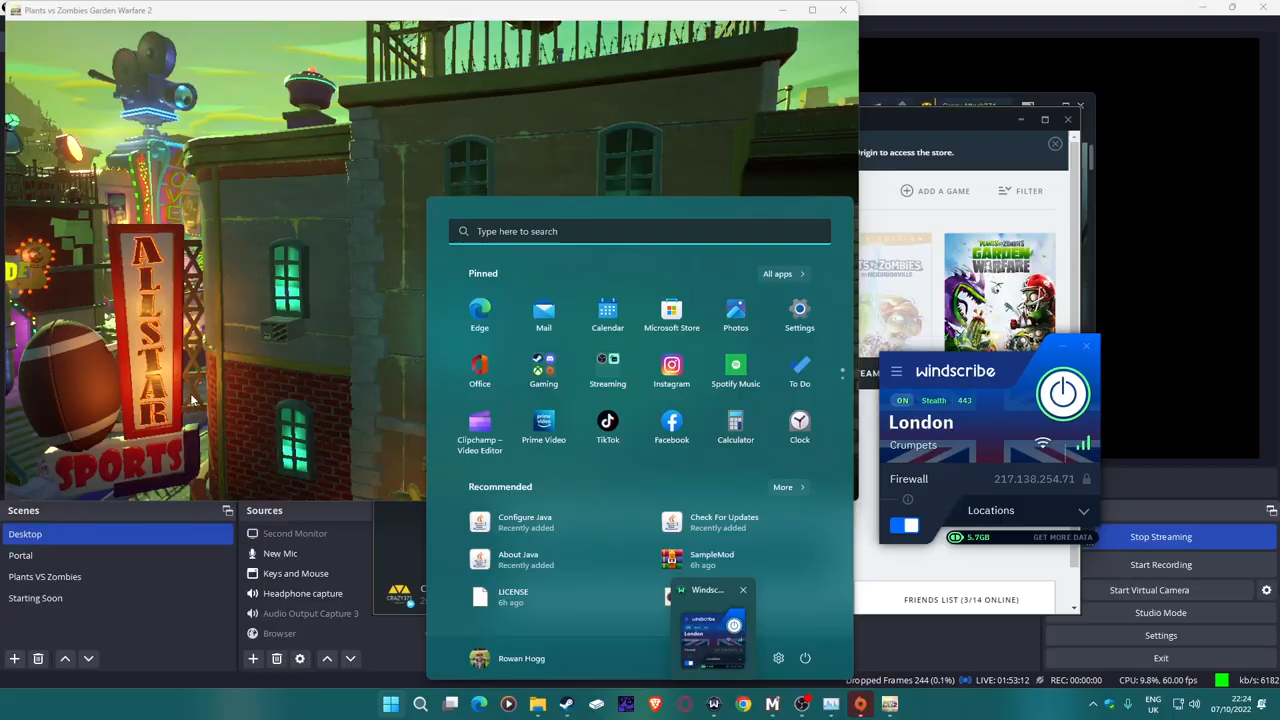 Plants vs Zombies Garden Warfare 2
LOVE
ALLSTAR
SPORTS
Type here to search
Pinned
All apps
Edge
Mail
Calendar
Microsoft Store
Photos
Settings
Office
Gaming
Streaming
Instagram
Spotify Music
To Do
Clipchamp –
Video Editor
Prime Video
TikTok
Facebook
Calculator
Clock
Recommended
More
Configure Java
Recently added
Check For Updates
Recently added
About Java
Recently added
SampleMod
6h ago
LICENSE
6h ago
Windsc...
London
Rowan Hogg
rigin to access the store.
ADD A GAME
FILTER
PLANTS VS. ZOMBIES
GARDEN
WARFARE
windscribe
ON
Stealth
443
London
Crumpets
Firewall
217.138.254.71
Locations
5.7GB
GET MORE DATA
FRIENDS LIST (3/14 ONLINE)
Scenes
Desktop
Portal
Plants VS Zombies
Starting Soon
Sources
Second Monitor
New Mic
Keys and Mouse
Headphone capture
Audio Output Capture 3
Browser
CRAZY371
Stop Streaming
Start Recording
Start Virtual Camera
Studio Mode
Settings
Exit
Dropped Frames 244 (0.1%)
LIVE: 01:53:12
REC: 00:00:00
CPU: 9.8%, 60.00 fps
kb/s: 6182
ENG
UK
22:24
07/10/2022